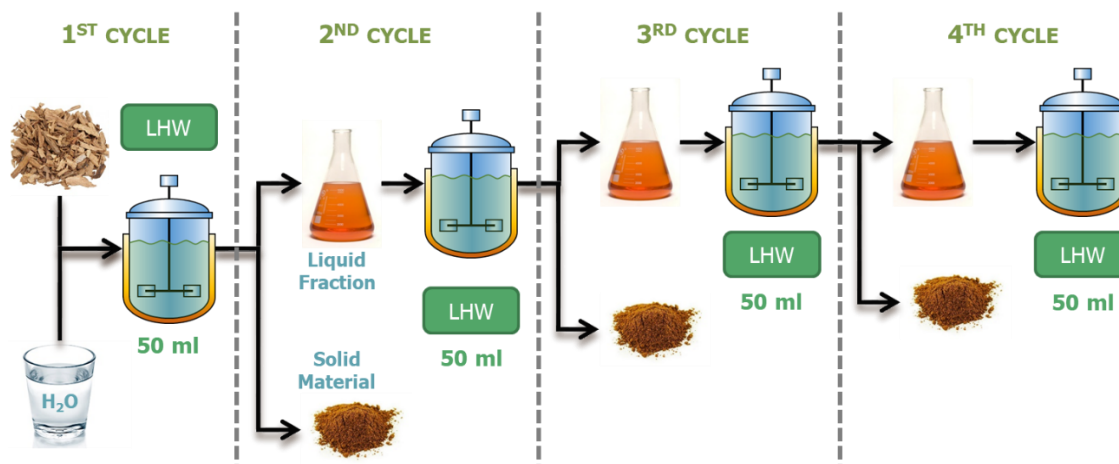 1ST CYCLE
LHW
50 ml
H2O
2ND CYCLE
Liquid
Fraction
LHW
50 ml
Solid
Material
3RD CYCLE
LHW
50 ml
4TH CYCLE
LHW
50 ml